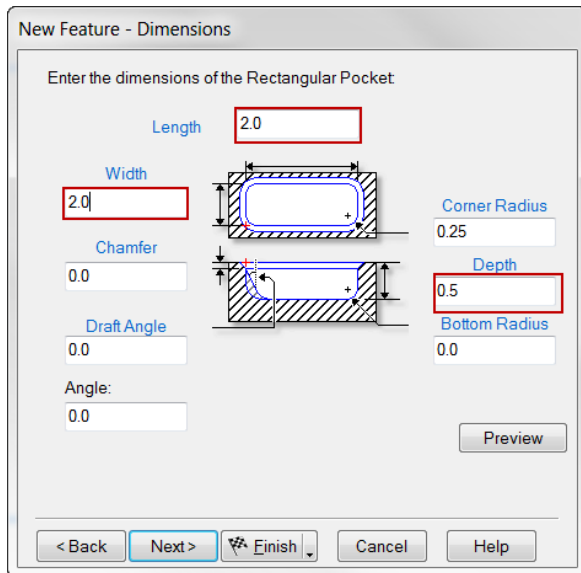 New Feature - Dimensions
Enter the dimensions of the Rectangular Pocket:
Length
2.0
Width
2.0
Corner Radius
0.25
Chamfer
0.0
Depth
0.5
Draft Angle
0.0
Bottom Radius
0.0
Angle:
0.0
Preview
< Back Next > Finish Cancel Help